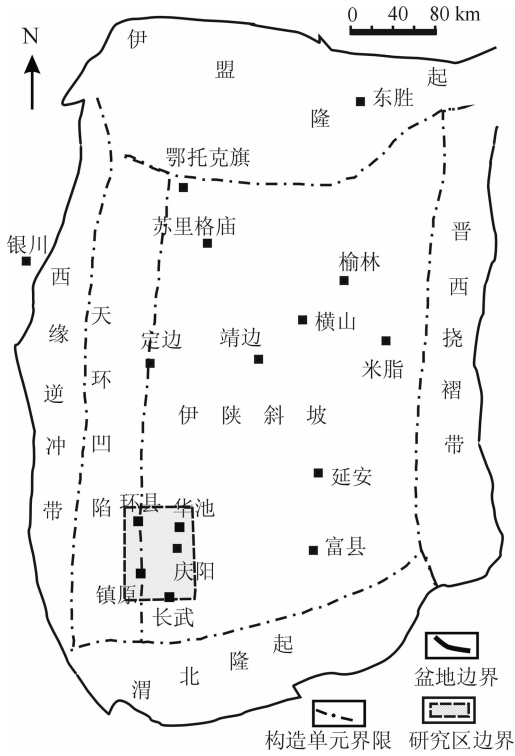 0 40 80 km
N
伊盟隆起
东胜
鄂托克旗
苏里格庙
银川
榆林
横山
米脂
定边
靖边
西缘逆冲带
天环凹陷
晋西挠褶带
伊陕斜坡
延安
环县
华池
庆阳
富县
镇原
长武
渭北隆起
盆地边界
构造单元界限
研究区边界